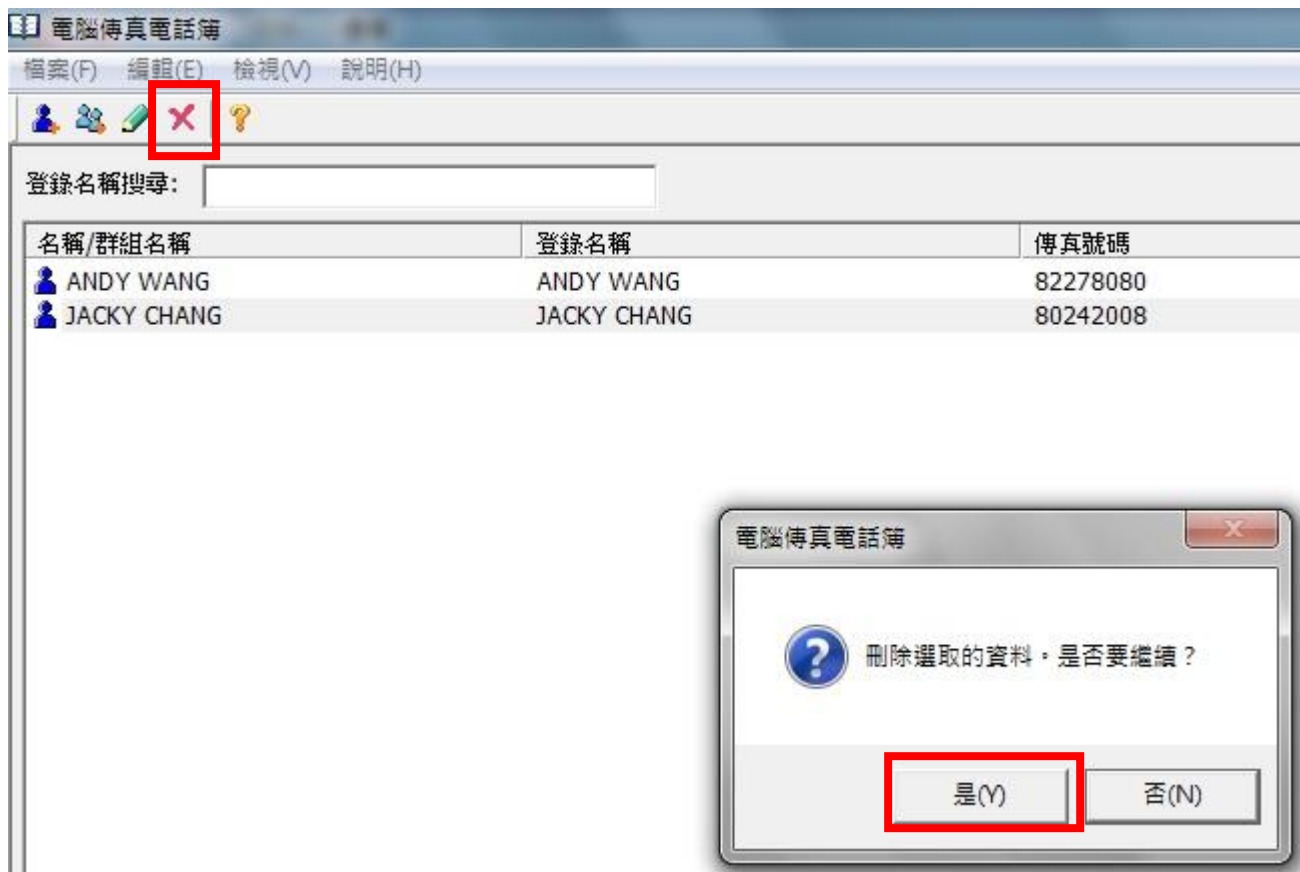 電腦傳真電話簿
檔案(F) 編輯(E) 檢視(V) 說明(H)
登錄名稱搜尋:
名稱/群組名稱 登錄名稱 傳真號碼
ANDY WANG ANDY WANG 82278080
JACKY CHANG JACKY CHANG 80242008
電腦傳真電話簿
刪除選取的資料。是否要繼續？
是(Y) 否(N)